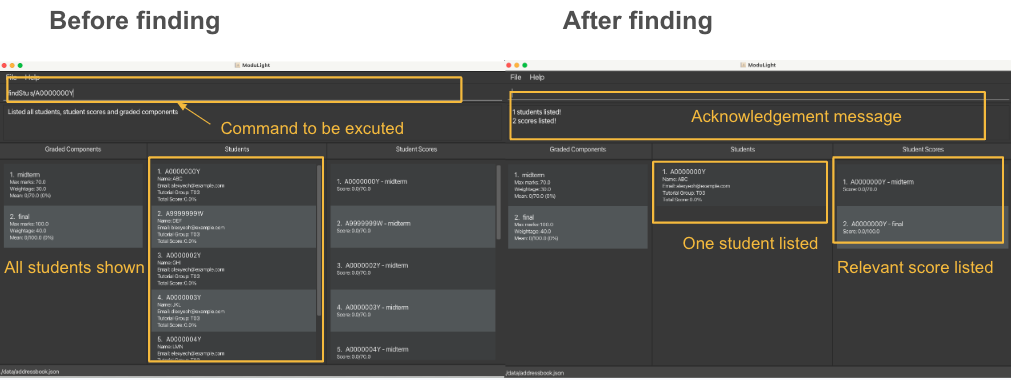 Before finding
After finding
ModuLight
File Help
findStu s/A0000000Y
Listed all students, student scores and graded components
Command to be excuted
Graded Components
Students
Student Scores
1. midterm
Max marks: 70.0
Weightage: 30.0
Mean: 0/70.0 (0%)
2. final
Max marks: 100.0
Weightage: 40.0
Mean: 0/100.0 (0%)
All students shown
1. A0000000Y
Name: ABC
Email: alexyeoh@example.com
Tutorial Group: T03
Total Score: 0.0%
2. A9999999W
Name: DEF
Email: alexyeoh@example.com
Tutorial Group: T03
Total Score: 0.0%
3. A0000002Y
Name: GHI
Email: alexyeoh@example.com
Tutorial Group: T03
Total Score: 0.0%
4. A0000003Y
Name: JKL
Email: alexyeoh@example.com
Tutorial Group: T03
Total Score: 0.0%
5. A0000004Y
Name: LMN
Email: alexyeoh@example.com
1. A0000000Y - midterm
Score: 0.0/70.0
2. A9999999W - midterm
Score: 0.0/70.0
3. A0000002Y - midterm
Score: 0.0/70.0
4. A0000003Y - midterm
Score: 0.0/70.0
5. A0000004Y - midterm
Score: 0.0/70.0
/data/addressbook.json
ModuLight
File Help
1 students listed!
2 scores listed!
Acknowledgement message
Graded Components
Students
Student Scores
1. midterm
Max marks: 70.0
Weightage: 30.0
Mean: 0/70.0 (0%)
2. final
Max marks: 100.0
Weightage: 40.0
Mean: 0/100.0 (0%)
1. A0000000Y
Name: ABC
Email: alexyeoh@example.com
Tutorial Group: T03
Total Score: 0.0%
One student listed
1. A0000000Y - midterm
Score: 0.0/70.0
2. A0000000Y - final
Score: 0.0/100.0
Relevant score listed
/data/addressbook.json